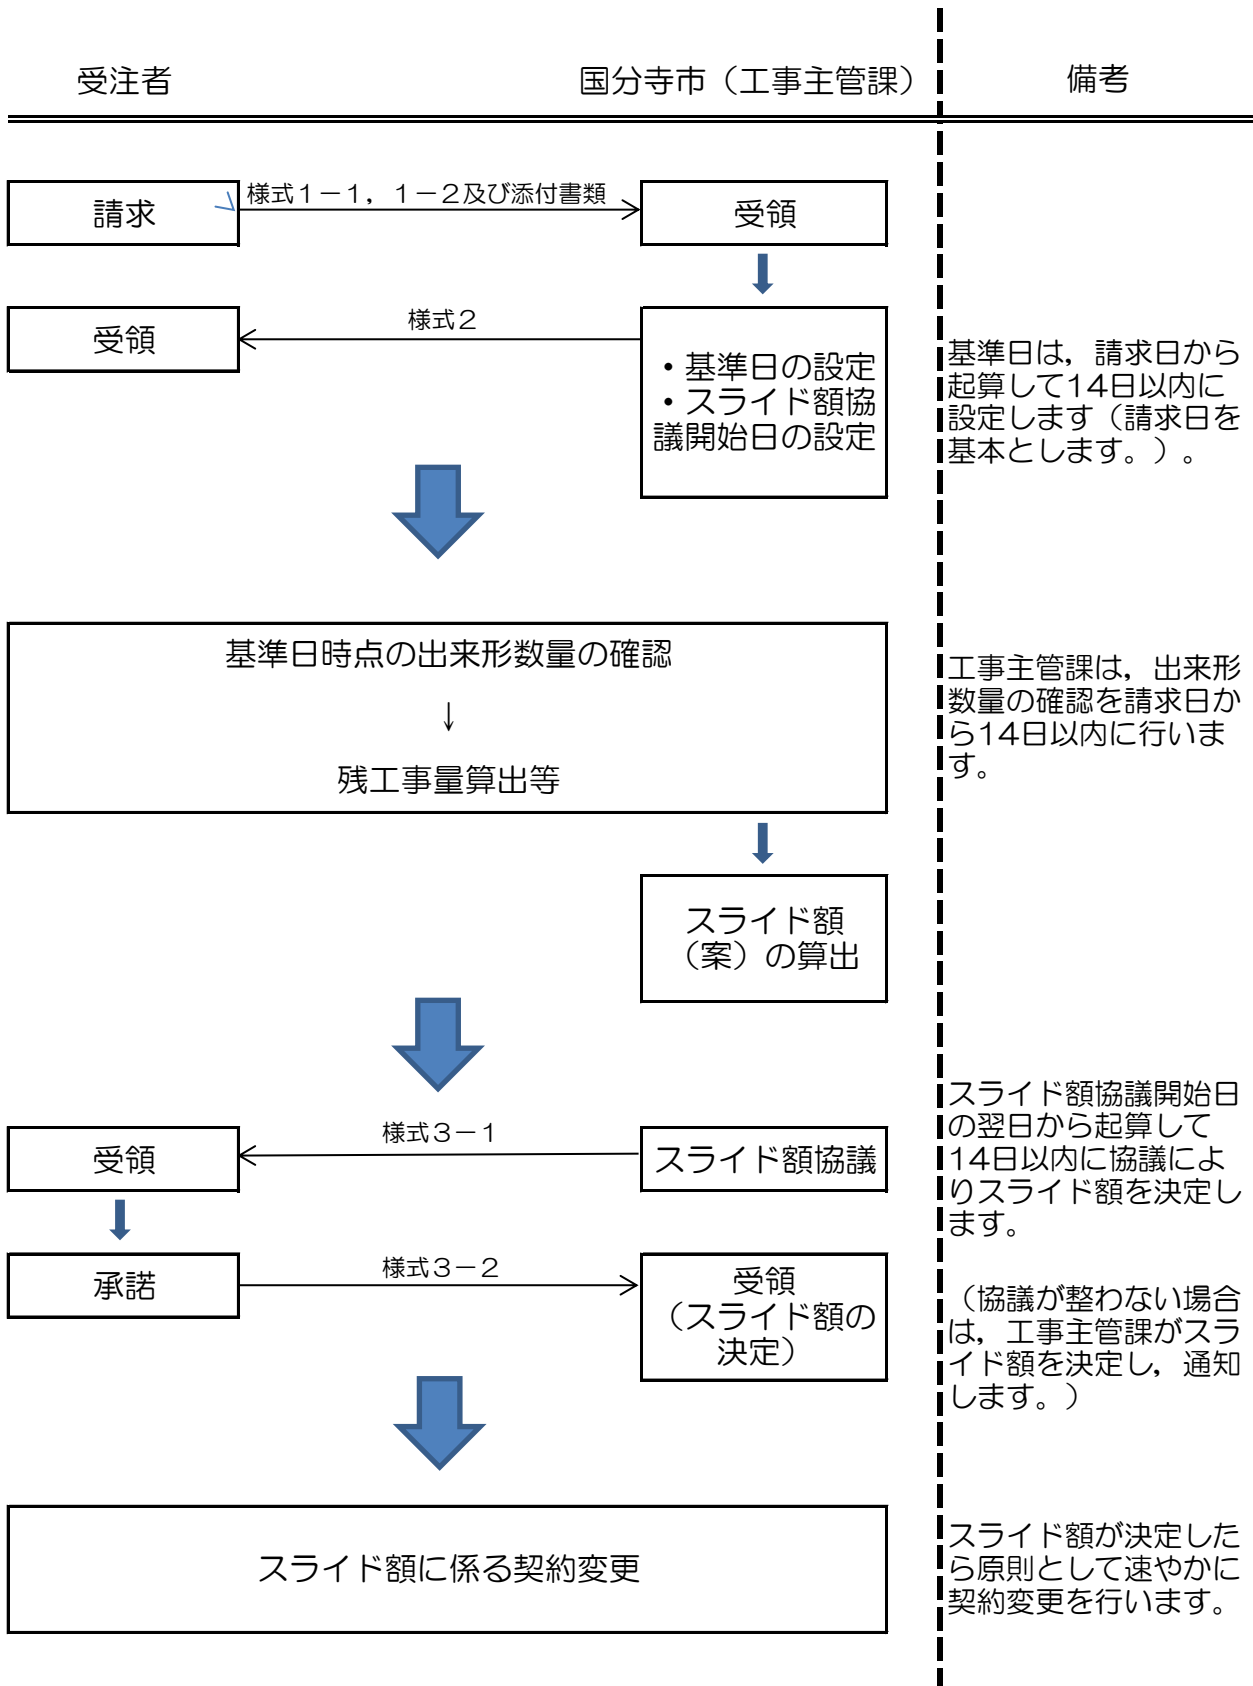 受注者
国分寺市（工事主管課）
備考
請求
様式１－１，１－２及び添付書類
受領
受領
様式２
・基準日の設定
・スライド額協
議開始日の設定
基準日は，請求日から
起算して14日以内に
設定します（請求日を
基本とします。）。
基準日時点の出来形数量の確認
↓
残工事量算出等
工事主管課は，出来形
数量の確認を請求日か
ら14日以内に行いま
す。
スライド額
（案）の算出
受領
様式３－１
スライド額協議
スライド額協議開始日
の翌日から起算して
14日以内に協議によ
りスライド額を決定し
ます。
承諾
様式３－２
受領
（スライド額の
決定）
（協議が整わない場合
は，工事主管課がスラ
イド額を決定し，通知
します。）
スライド額に係る契約変更
スライド額が決定した
ら原則として速やかに
契約変更を行います。